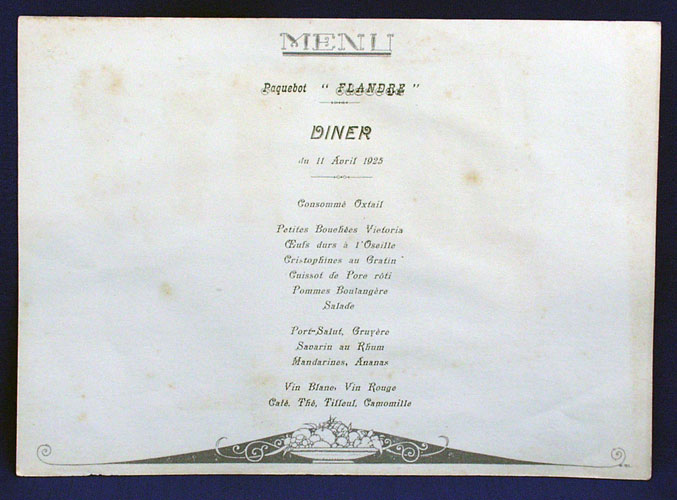 MENU
Paquebot " FLANDRE "
DINER
du 11 Avril 1925
Consommé Oxtail
Petites Bouchées Victoria
Œufs durs à l'Oseille
Cristophines au Gratin
Cuissot de Porc rôti
Pommes Boulangère
Salade
Port-Salut, Gruyère
Savarin au Rhum
Mandarines, Ananas
Vin Blanc, Vin Rouge
Café, Thé, Tilleul, Camomille